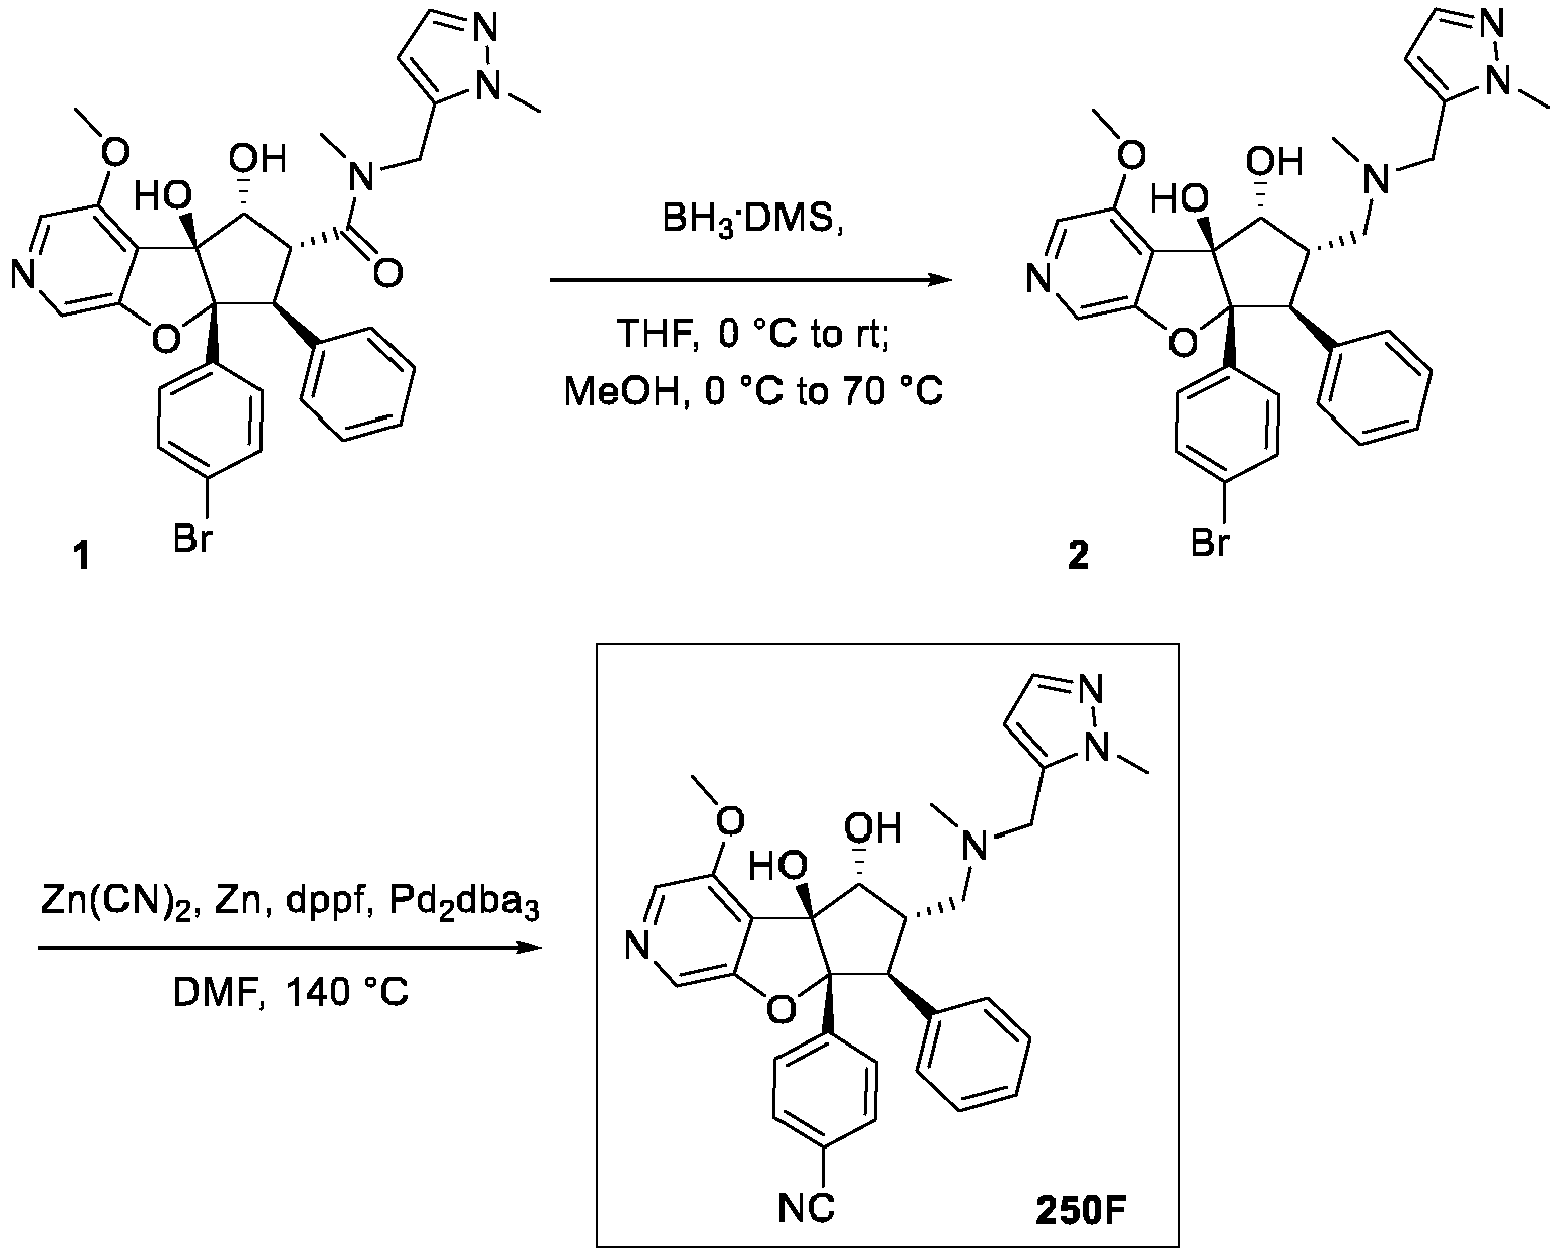 N
N
O
HO
OH
N
N
O
O
Br
1
BH₃·DMS,
THF, 0 °C to rt;
MeOH, 0 °C to 70 °C
N
N
O
HO
OH
N
N
O
Br
2
Zn(CN)₂, Zn, dppf, Pd₂dba₃
DMF, 140 °C
N
N
O
HO
OH
N
N
O
NC
250F